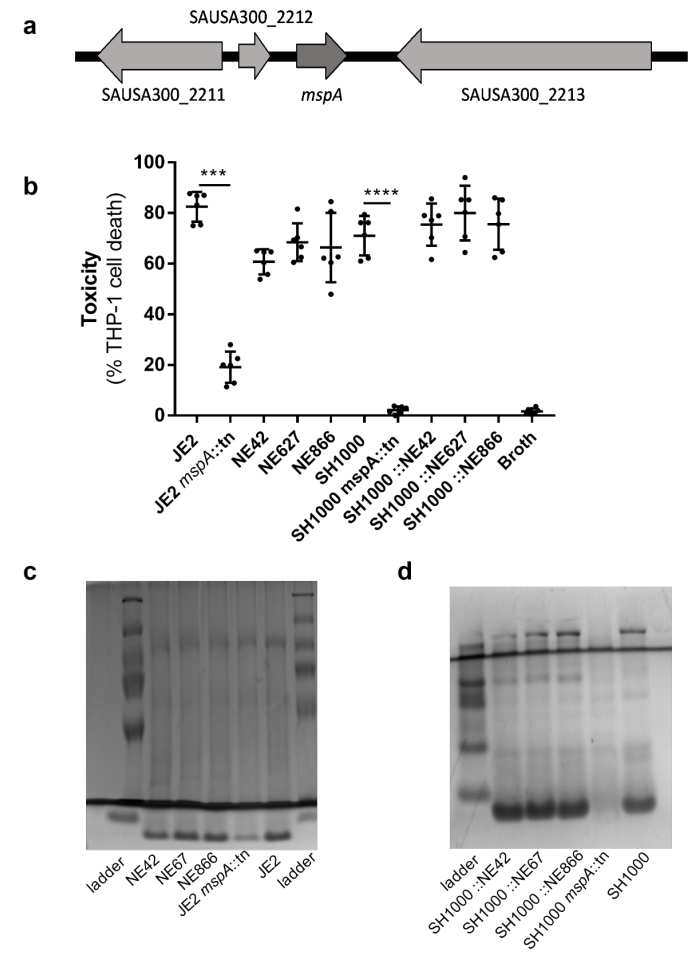 a
SAUSA300_2212
SAUSA300_2211
mspA
SAUSA300_2213
b
Toxicity
(% THP-1 cell death)
100
80
60
40
20
0
***
****
JE2
JE2 mspA::tn
NE42
NE627
NE866
SH1000
SH1000 mspA::tn
SH1000 ::NE42
SH1000 ::NE627
SH1000 ::NE866
Broth
c
ladder
NE42
NE67
NE866
JE2 mspA::tn
JE2
ladder
d
ladder
SH1000 ::NE42
SH1000 ::NE67
SH1000 ::NE866
SH1000 mspA::tn
SH1000